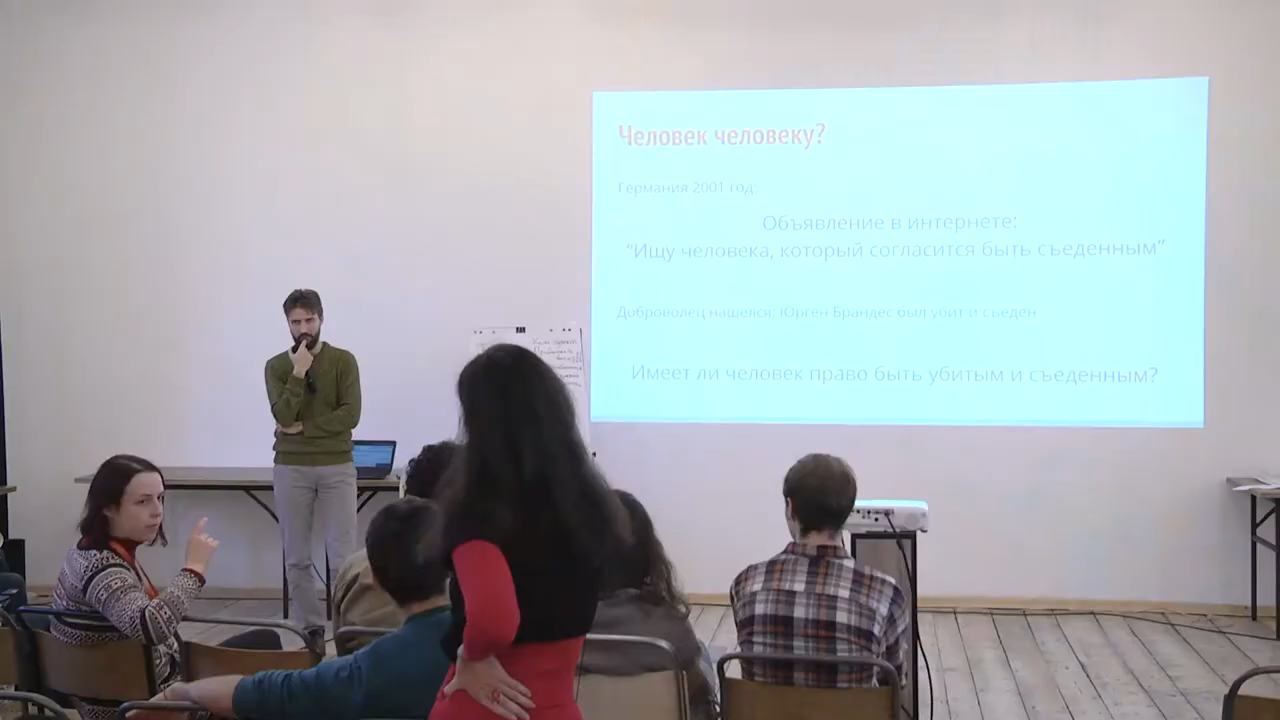 Человек человеку?
Германия 2001 год:
Объявление в интернете:
“Ищу человека, который согласится быть съеденным”
Доброволец нашелся: Юрген Брандес был убит и съеден
Имеет ли человек право быть убитым и съеденным?